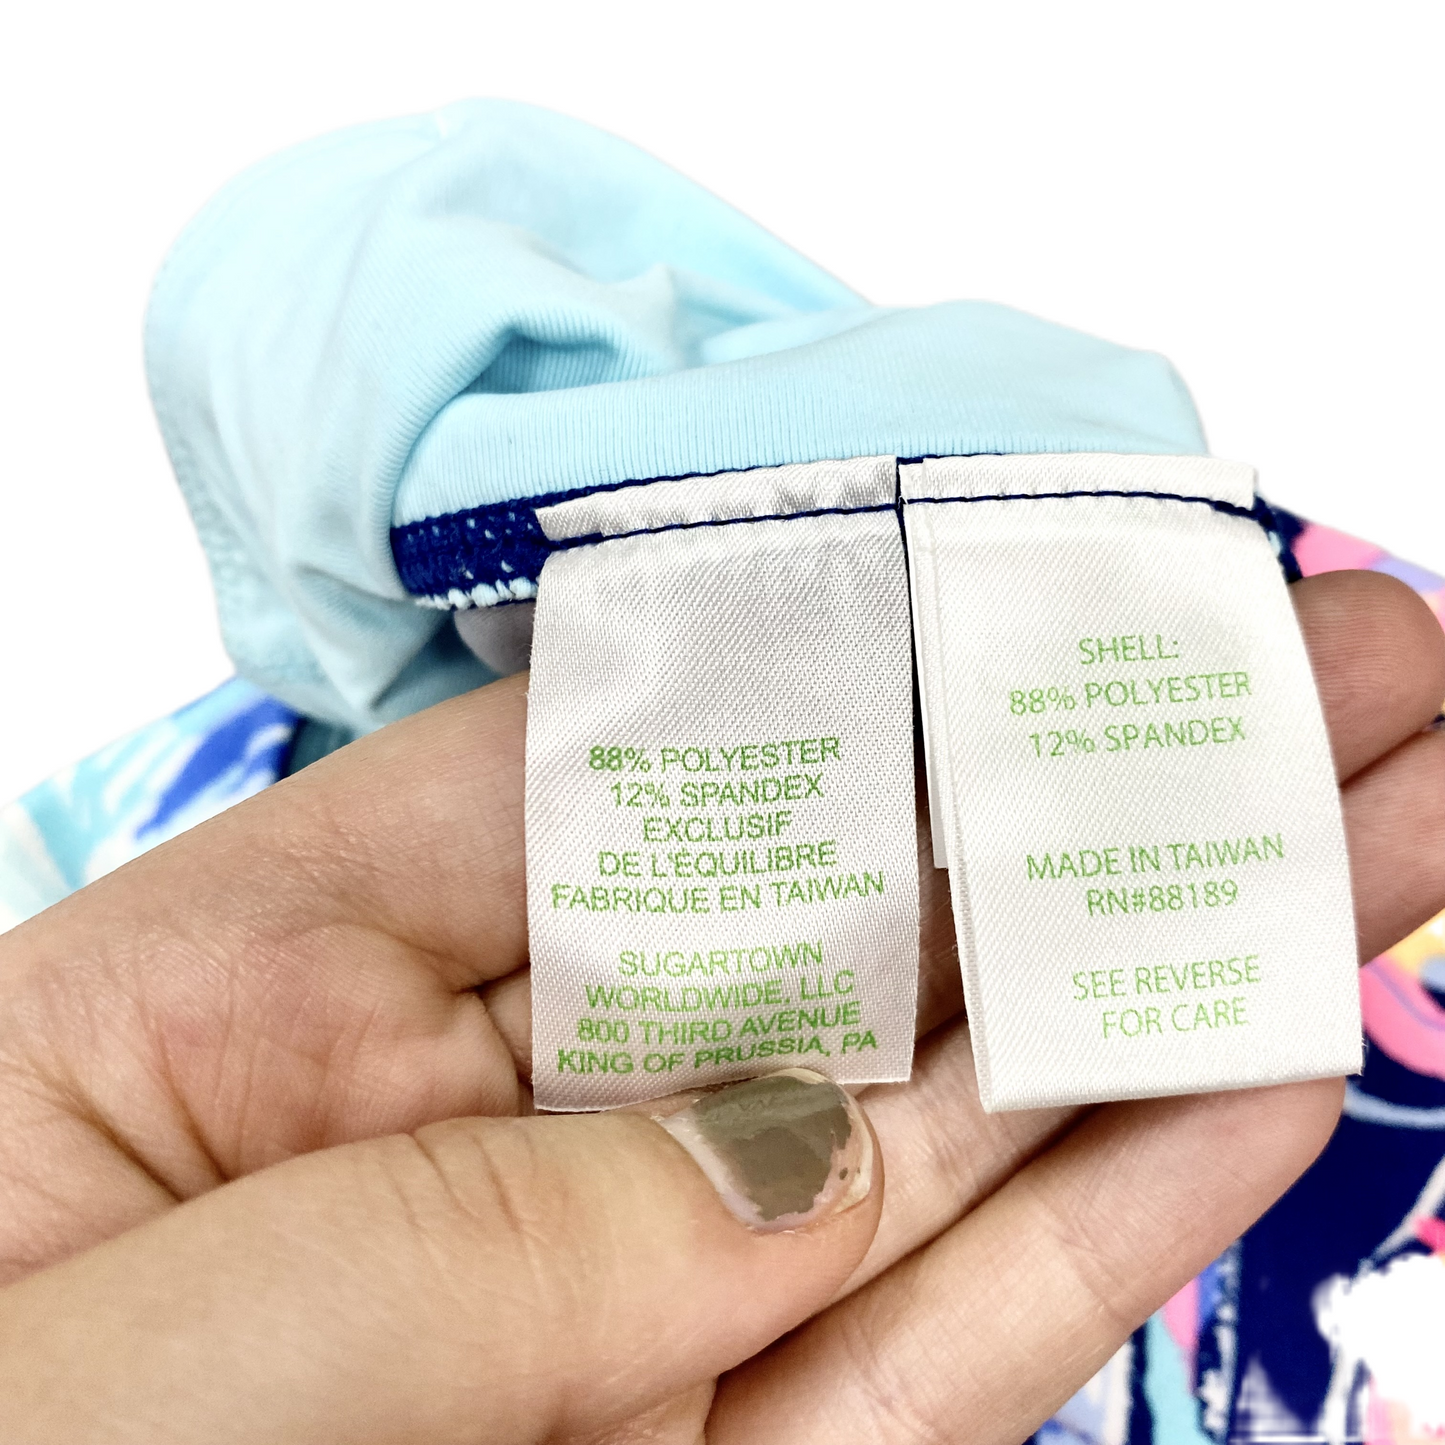 88% POLYESTER
12% SPANDEX
EXCLUSIF
DE L'ÉQUILIBRE
FABRIQUE EN TAIWAN
SUGARTOWN
WORLDWIDE, LLC
800 THIRD AVENUE
KING OF PRUSSIA, PA
SHELL:
88% POLYESTER
12% SPANDEX
MADE IN TAIWAN
RN#88189
SEE REVERSE
FOR CARE